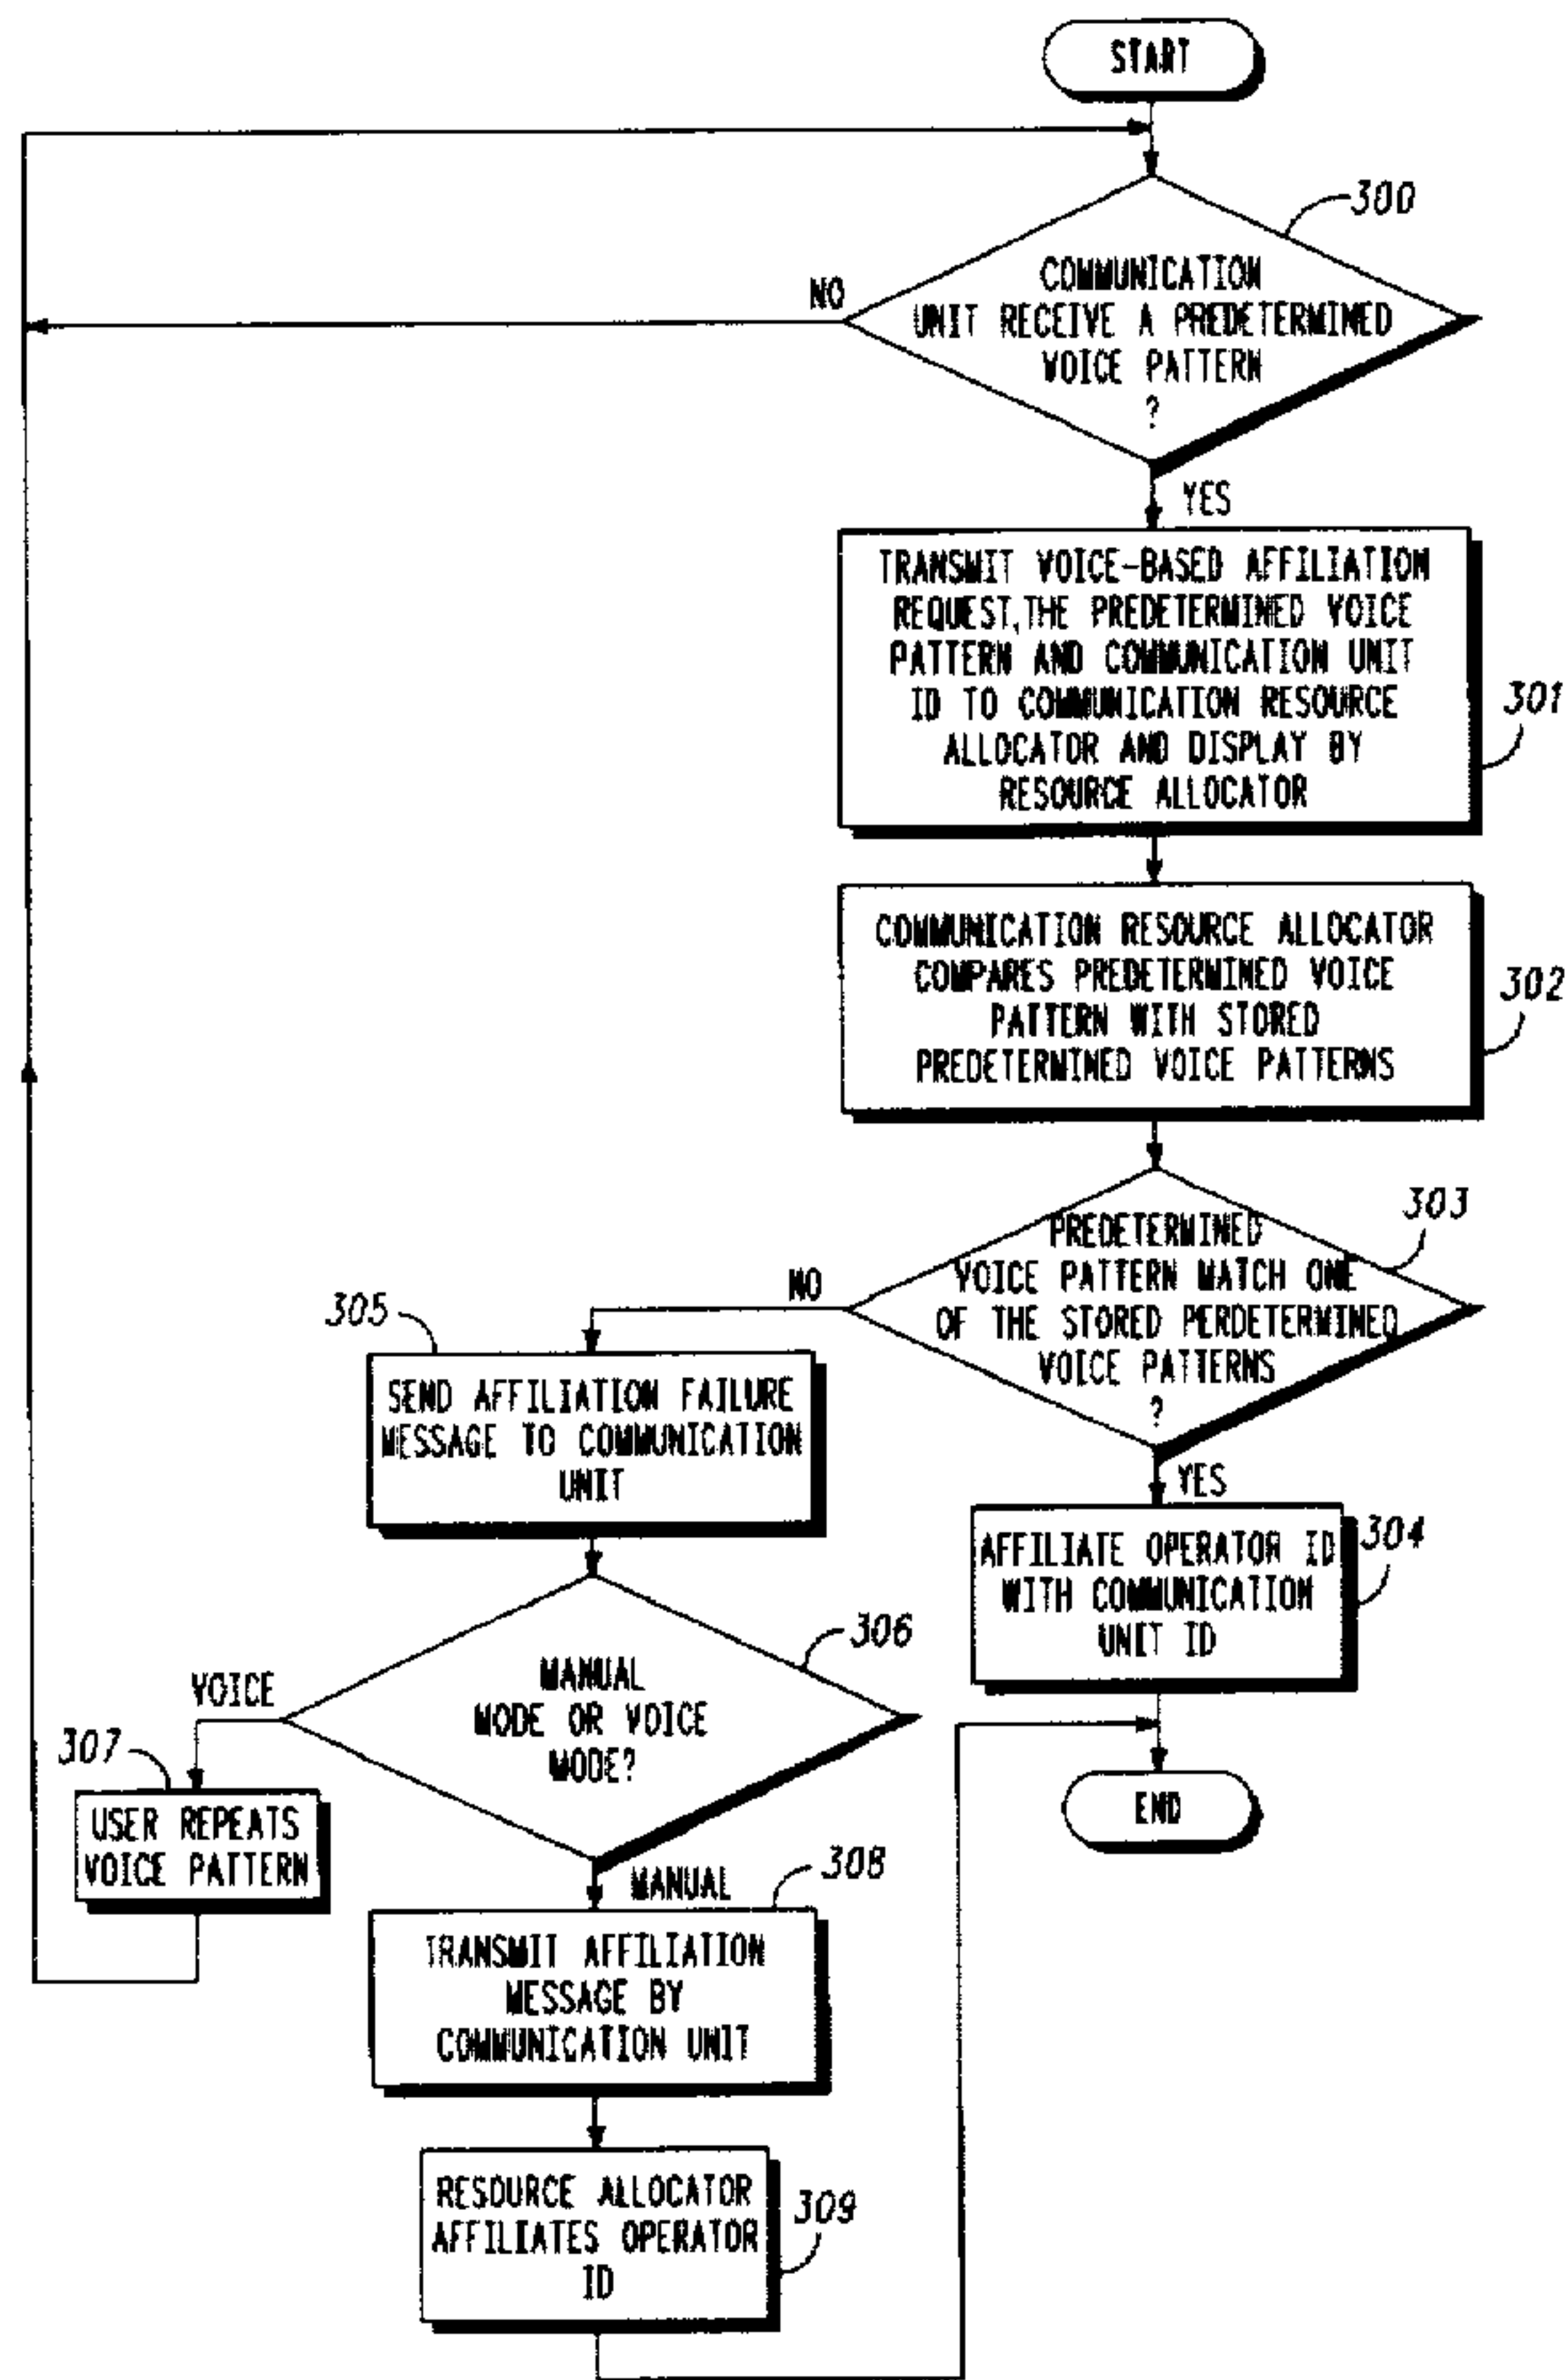 START
300
COMMUNICATION
UNIT RECEIVE A PREDETERMINED
VOICE PATTERN
?
NO
YES
TRANSMIT VOICE-BASED AFFILIATION
REQUEST, THE PREDETERMINED VOICE
PATTERN AND COMMUNICATION UNIT
ID TO COMMUNICATION RESOURCE
ALLOCATOR AND DISPLAY BY
RESOURCE ALLOCATOR
301
COMMUNICATION RESOURCE ALLOCATOR
COMPARES PREDETERMINED VOICE
PATTERN WITH STORED
PREDETERMINED VOICE PATTERNS
302
PREDETERMINED
VOICE PATTERN MATCH ONE
OF THE STORED PERDETERMINED
VOICE PATTERNS
?
303
NO
YES
305
SEND AFFILIATION FAILURE
MESSAGE TO COMMUNICATION
UNIT
AFFILIATE OPERATOR ID
WITH COMMUNICATION
UNIT ID
304
MANUAL
MODE OR VOICE
MODE?
306
VOICE
307
USER REPEATS
VOICE PATTERN
END
MANUAL
308
TRANSMIT AFFILIATION
MESSAGE BY
COMMUNICATION UNIT
RESOURCE ALLOCATOR
AFFILIATES OPERATOR
ID
309